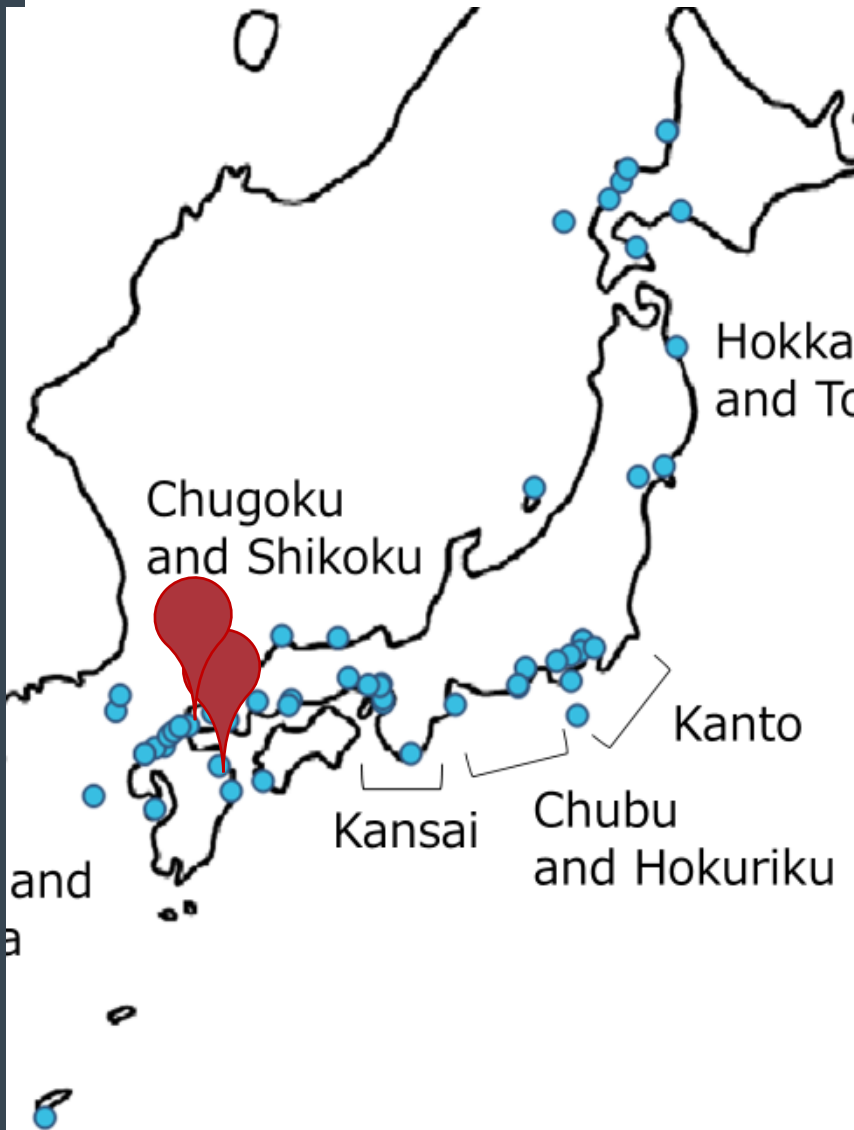 Hokka
and To
Chugoku
and Shikoku
Kanto
Kansai
Chubu
and Hokuriku
and
a